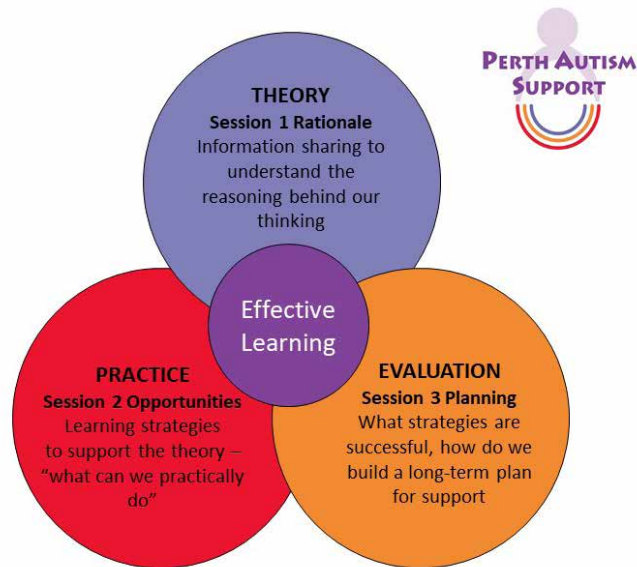 PERTH AUTISM
SUPPORT
THEORY
Session 1 Rationale
Information sharing to
understand the
reasoning behind our
thinking
Effective
Learning
PRACTICE
Session 2 Opportunities
Learning strategies
to support the theory –
“what can we practically
do”
EVALUATION
Session 3 Planning
What strategies are
successful, how do we
build a long-term plan
for support